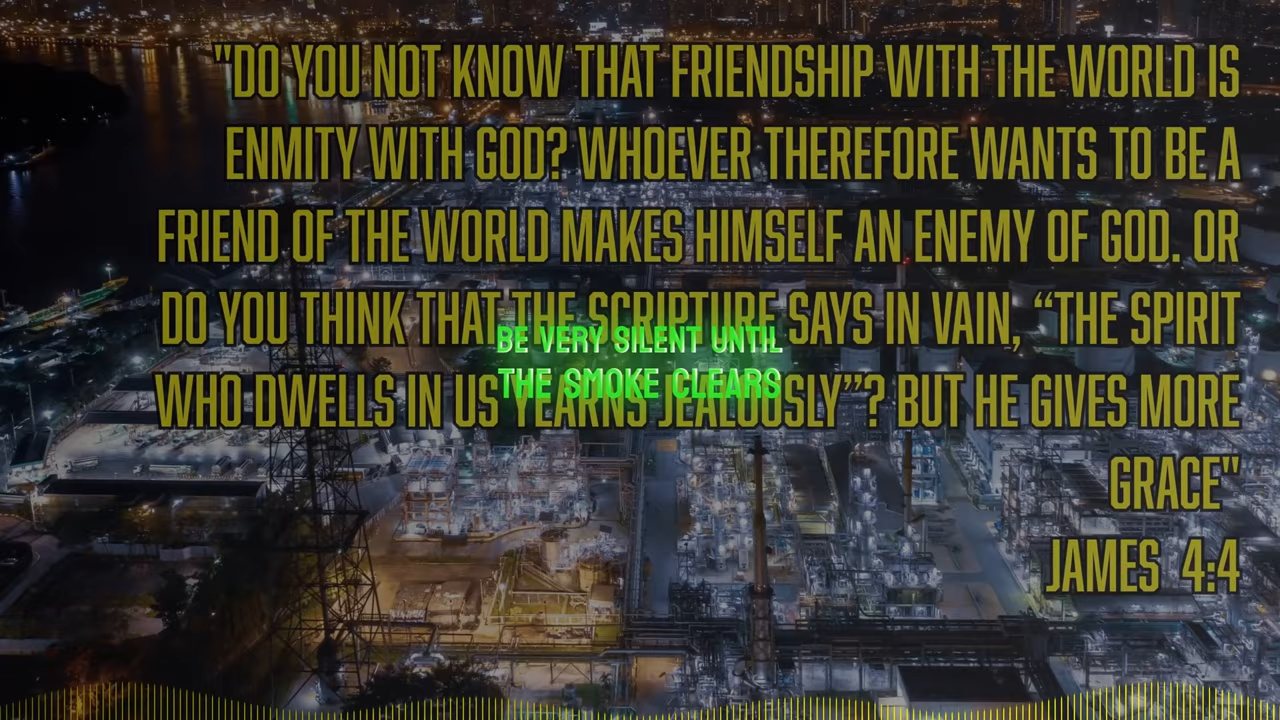 "DO YOU NOT KNOW THAT FRIENDSHIP WITH THE WORLD IS
ENMITY WITH GOD? WHOEVER THEREFORE WANTS TO BE A
FRIEND OF THE WORLD MAKES HIMSELF AN ENEMY OF GOD. OR
DO YOU THINK THAT THE SCRIPTURE SAYS IN VAIN, “THE SPIRIT
WHO DWELLS IN US YEARNS JEALOUSLY”? BUT HE GIVES MORE
GRACE"
JAMES 4:4
BE VERY SILENT UNTIL
THE SMOKE CLEARS